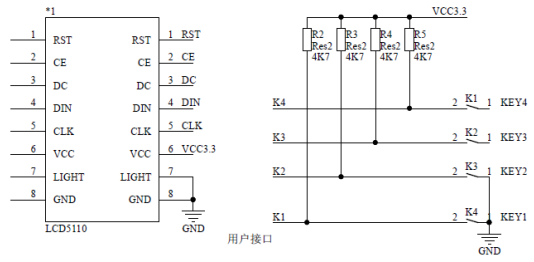 *1
VCC3.3
1 RST RST 1 RST
2 CE CE 2 CE
3 DC DC 3 DC
4 DIN DIN 4 DIN
5 CLK CLK 5 CLK
6 VCC VCC 6 VCC3.3
7 LIGHT LIGHT 7
8 GND GND 8
GND
LCD5110
R2 Res2 4K7
R3 Res2 4K7
R4 Res2 4K7
R5 Res2 4K7
K4 2 K1 1 KEY4
K3 2 K2 1 KEY3
K2 2 K3 1 KEY2
K1 2 K4 1 KEY1
GND
用户接口